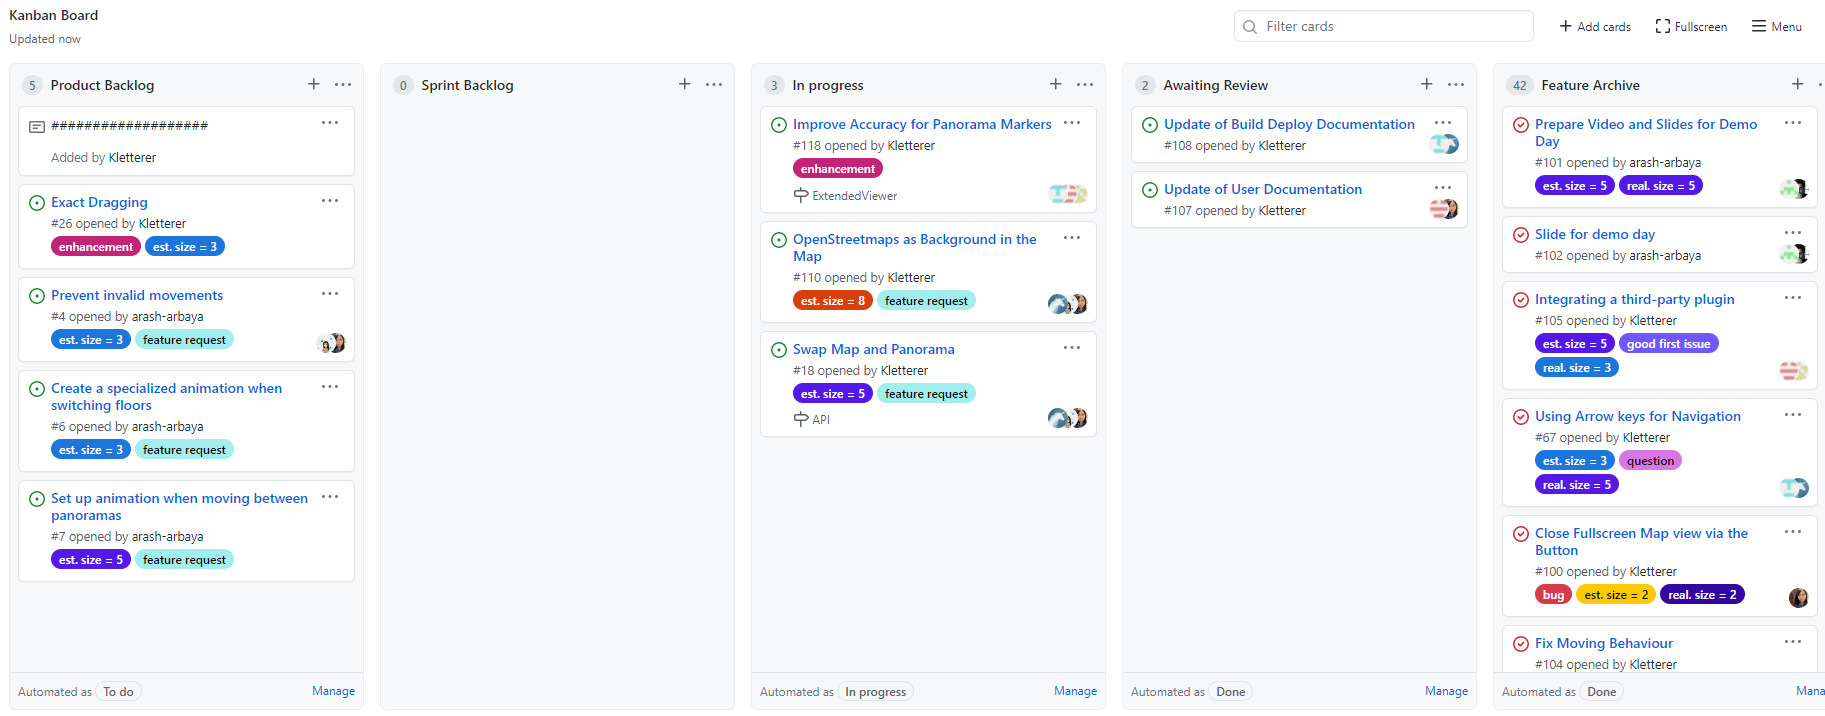 Kanban Board
Updated now
Filter cards
Add cards
Fullscreen
Menu
5 Product Backlog
###################
Added by Kletterer
Exact Dragging
#26 opened by Kletterer
enhancement est. size = 3
Prevent invalid movements
#4 opened by arash-arbaya
est. size = 3 feature request
Create a specialized animation when
switching floors
#6 opened by arash-arbaya
est. size = 3 feature request
Set up animation when moving between
panoramas
#7 opened by arash-arbaya
est. size = 5 feature request
Automated as To do Manage
0 Sprint Backlog
3 In progress
Improve Accuracy for Panorama Markers
#118 opened by Kletterer
enhancement
ExtendedViewer
OpenStreetmaps as Background in the
Map
#110 opened by Kletterer
est. size = 8 feature request
Swap Map and Panorama
#18 opened by Kletterer
est. size = 5 feature request
API
Automated as In progress Manage
2 Awaiting Review
Update of Build Deploy Documentation
#108 opened by Kletterer
Update of User Documentation
#107 opened by Kletterer
Automated as Done Manage
42 Feature Archive
Prepare Video and Slides for Demo
Day
#101 opened by arash-arbaya
est. size = 5 real. size = 5
Slide for demo day
#102 opened by arash-arbaya
Integrating a third-party plugin
#105 opened by Kletterer
est. size = 5 good first issue
real. size = 3
Using Arrow keys for Navigation
#67 opened by Kletterer
est. size = 3 question
real. size = 5
Close Fullscreen Map view via the
Button
#100 opened by Kletterer
bug est. size = 2 real. size = 2
Fix Moving Behaviour
#104 opened by Kletterer
Automated as Done Mana